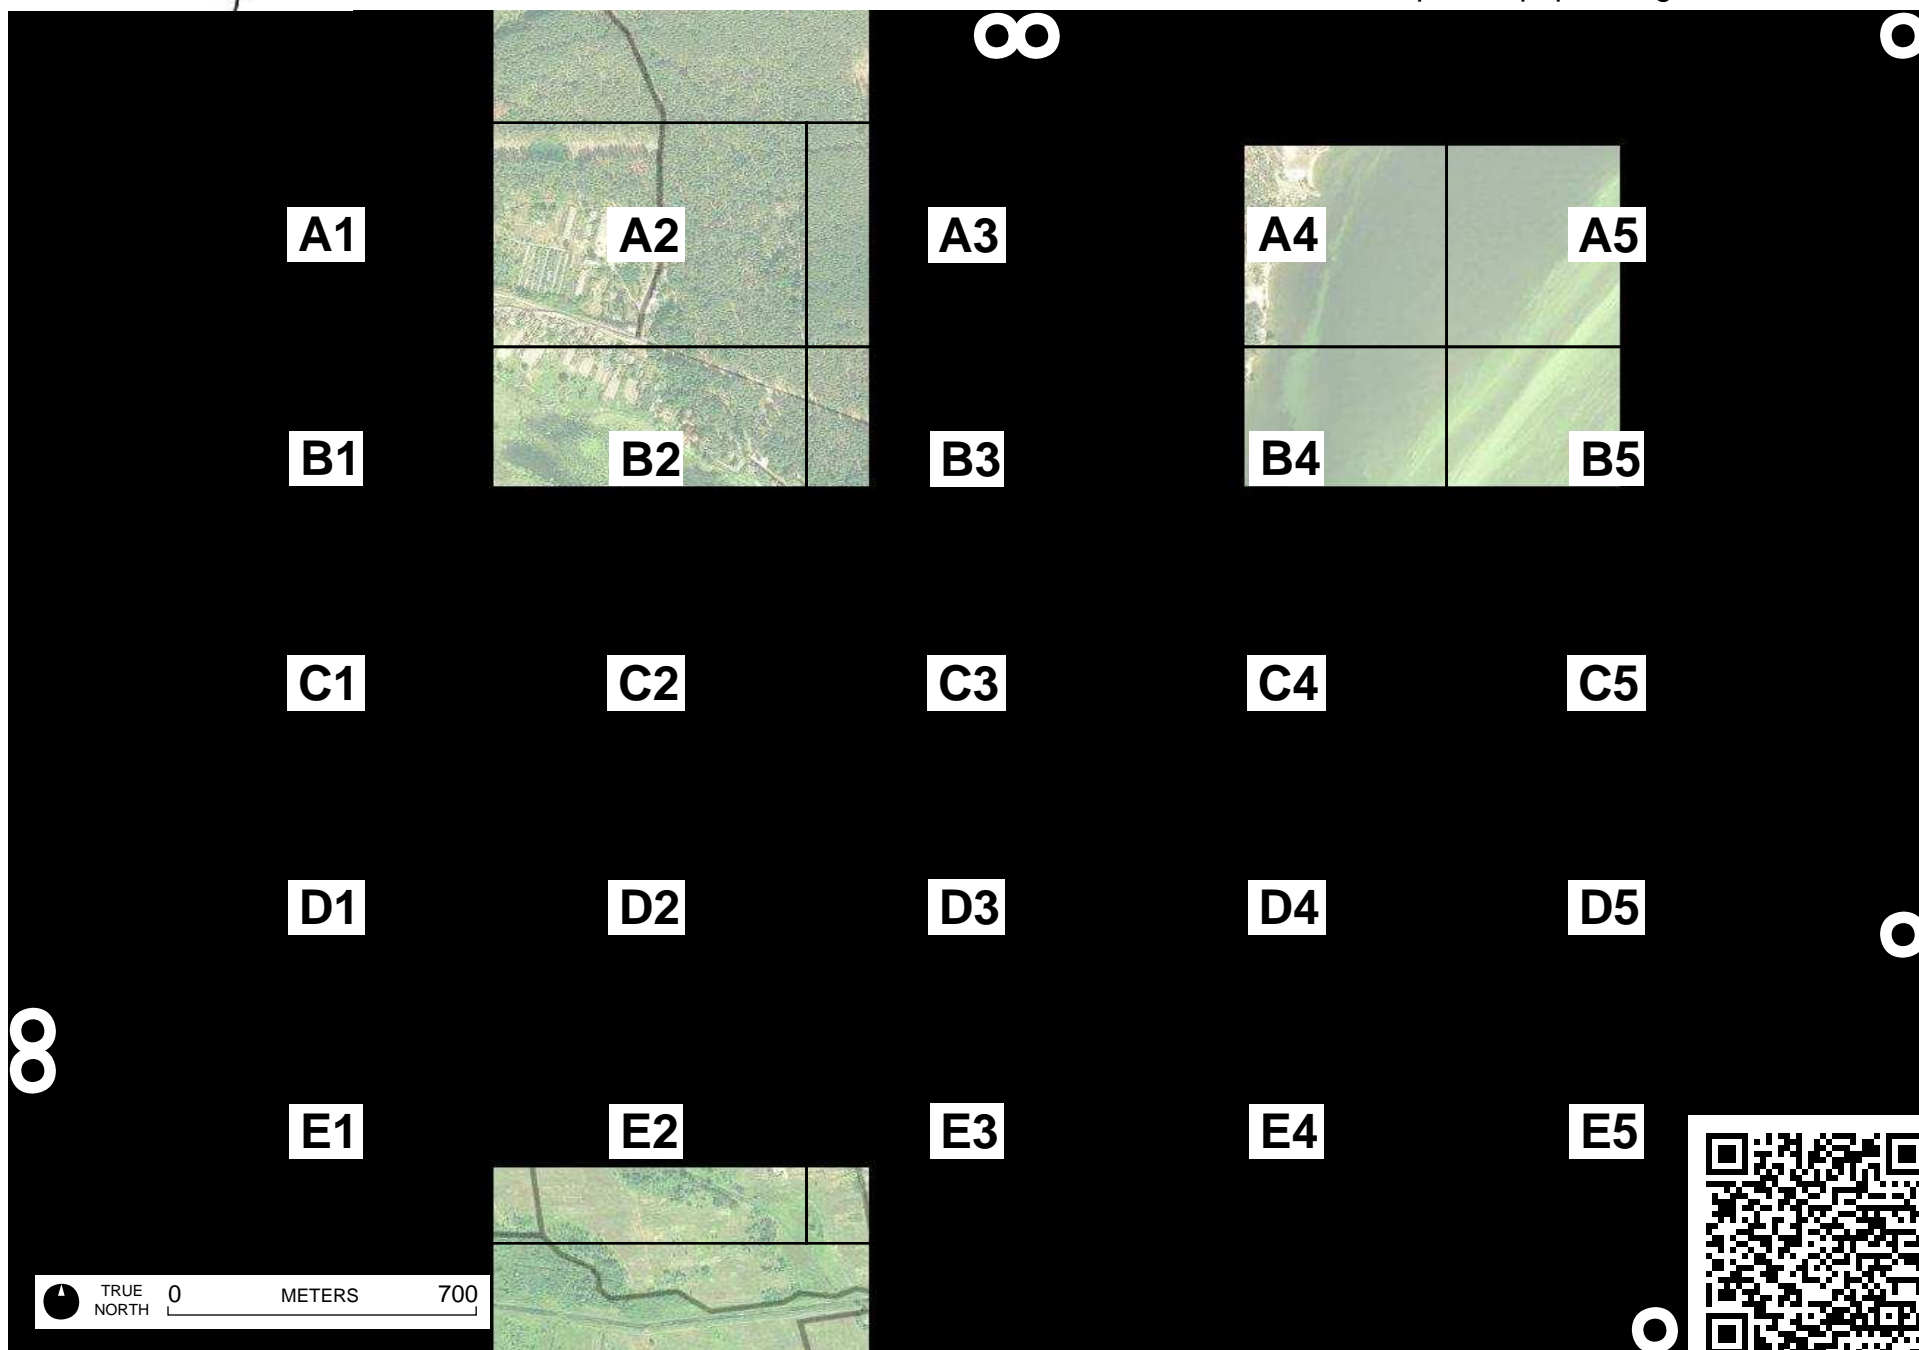 A1 A2 A3 A4 A5
B1 B2 B3 B4 B5
C1 C2 C3 C4 C5
D1 D2 D3 D4 D5
E1 E2 E3 E4 E5
TRUE
NORTH
0 METERS 700